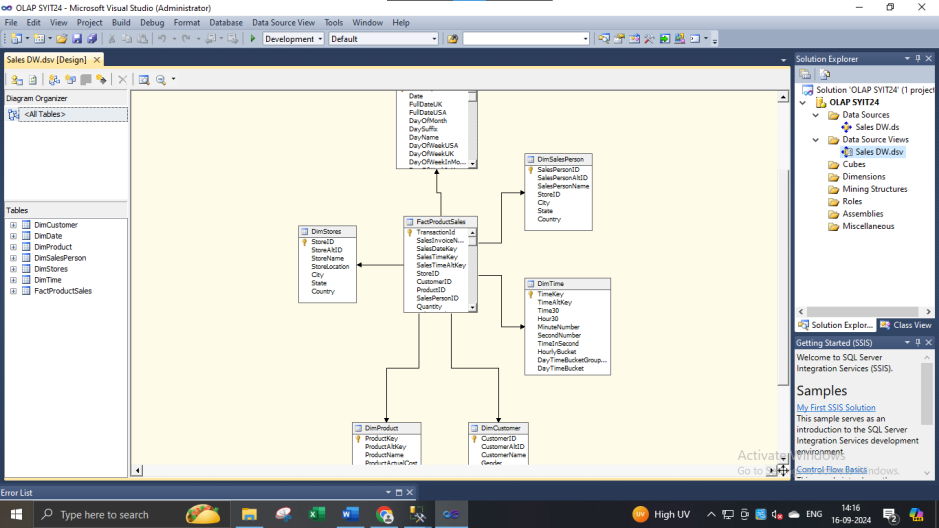 OLAP SYIT24 - Microsoft Visual Studio (Administrator)
File Edit View Project Build Debug Format Database Data Source View Tools Window Help
Development Default
Sales DW.dsv [Design]
Diagram Organizer
<All Tables>
Tables
DimCustomer
DimDate
DimProduct
DimSalesPerson
DimStores
DimTime
FactProductSales
Date
FullDateUK
FullDateUSA
DayOfMonth
DaySuffix
DayName
DayOfWeekUSA
DayOfWeekUK
DayOfWeekInMo...
DimSalesPerson
SalesPersonID
SalesPersonAltID
SalesPersonName
StoreID
City
State
Country
FactProductSales
TransactionId
SalesInvoiceN...
SalesDateKey
SalesTimeKey
SalesTimeAltKey
StoreID
CustomerID
ProductID
SalesPersonID
Quantity
DimStores
StoreID
StoreAltID
StoreName
StoreLocation
City
State
Country
DimTime
TimeKey
TimeAltKey
Time30
Hour30
MinuteNumber
SecondNumber
TimeInSecond
HourlyBucket
DayTimeBucketGroup...
DayTimeBucket
DimProduct
ProductKey
ProductAltKey
ProductName
ProductActualCost
DimCustomer
CustomerID
CustomerAltID
CustomerName
Gender
Solution Explorer
Solution 'OLAP SYIT24' (1 project
OLAP SYIT24
Data Sources
Sales DW.ds
Data Source Views
Sales DW.dsv
Cubes
Dimensions
Mining Structures
Roles
Assemblies
Miscellaneous
Solution Explor... Class View
Getting Started (SSIS)
Welcome to SQL Server
Integration Services (SSIS).
Samples
My First SSIS Solution
This sample serves as an
introduction to the SQL Server
Integration Services development
environment.
Control Flow Basics
Activate Windows
Error List
Type here to search
High UV
ENG
14:16
16-09-2024
2